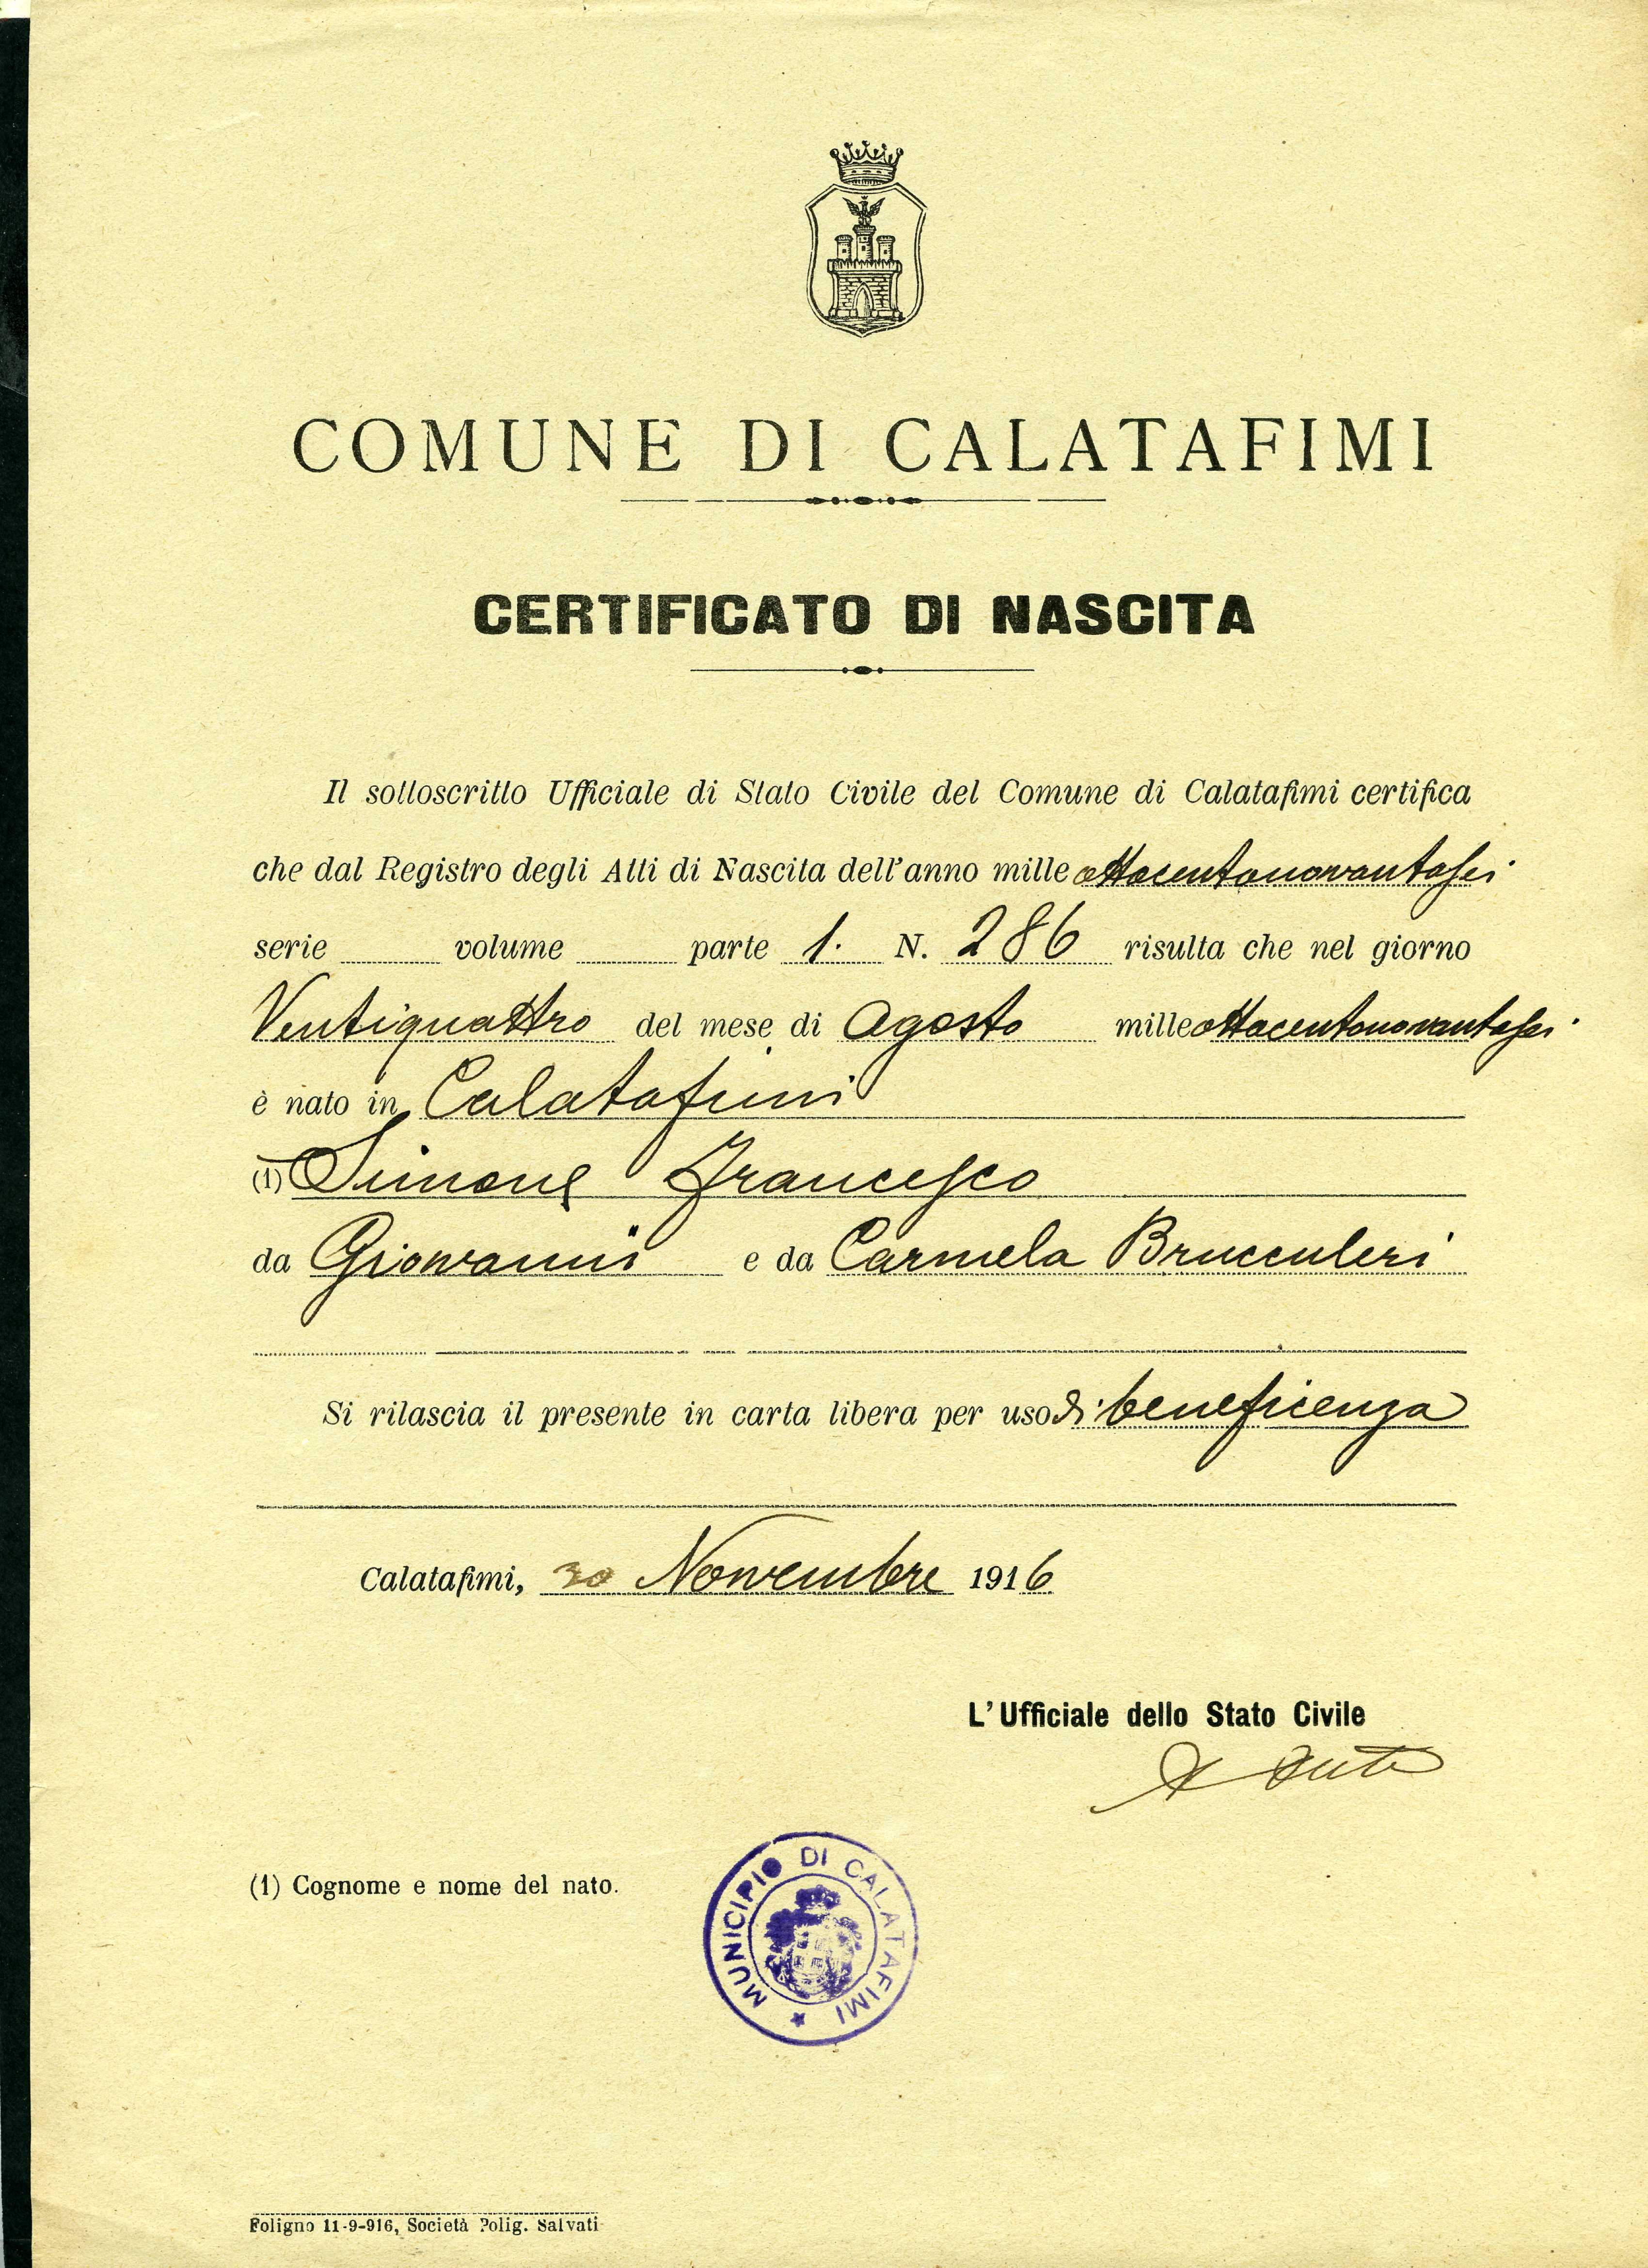 COMUNE DI CALATAFIMI
CERTIFICATO DI NASCITA
Il sottoscritto Ufficiale di Stato Civile del Comune di Calatafimi certifica
che dal Registro degli Atti di Nascita dell'anno mille ottocentonovantasei
serie volume parte 1. N. 286 risulta che nel giorno
Ventiquattro del mese di Agosto mille ottocentonovantasei
è nato in Calatafimi
(1) Simone Francesco
da Giovanni e da Carmela Brucculeri
Si rilascia il presente in carta libera per uso di beneficenza
Calatafimi, 30 Novembre 1916
L'Ufficiale dello Stato Civile
(1) Cognome e nome del nato.
MUNICIPIO DI CALATAFIMI
Foligno 11-9-916, Società Polig. Salvati